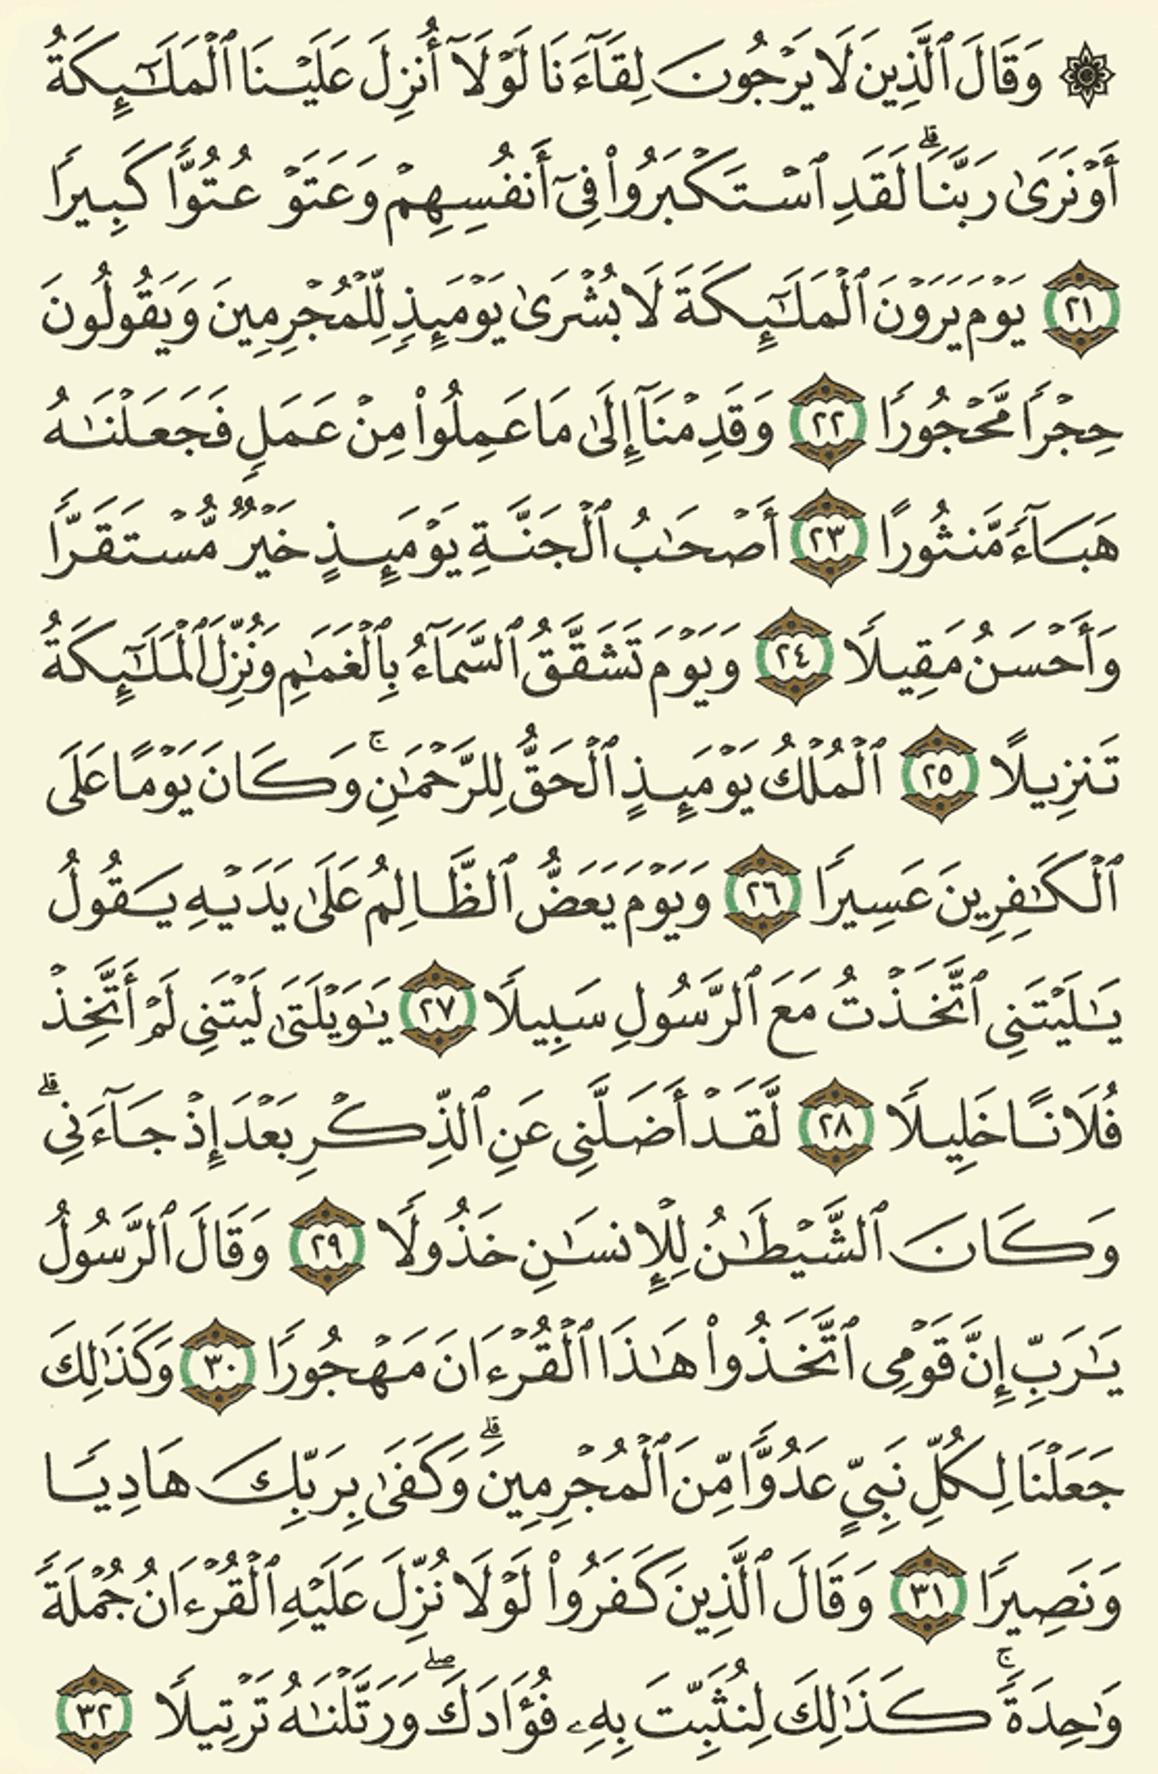 ۞ وَقَالَ ٱلَّذِينَ لَا يَرْجُونَ لِقَآءَنَا لَوْلَآ أُنزِلَ عَلَيْنَا ٱلْمَلَـٰٓئِكَةُ
أَوْ نَرَىٰ رَبَّنَا ۗ لَقَدِ ٱسْتَكْبَرُوا۟ فِىٓ أَنفُسِهِمْ وَعَتَوْ عُتُوًّا كَبِيرًا
٢١ يَوْمَ يَرَوْنَ ٱلْمَلَـٰٓئِكَةَ لَا بُشْرَىٰ يَوْمَئِذٍ لِّلْمُجْرِمِينَ وَيَقُولُونَ
حِجْرًا مَّحْجُورًا ٢٢ وَقَدِمْنَآ إِلَىٰ مَا عَمِلُوا۟ مِنْ عَمَلٍ فَجَعَلْنَـٰهُ
هَبَآءً مَّنثُورًا ٢٣ أَصْحَـٰبُ ٱلْجَنَّةِ يَوْمَئِذٍ خَيْرٌ مُّسْتَقَرًّا
وَأَحْسَنُ مَقِيلًا ٢٤ وَيَوْمَ تَشَقَّقُ ٱلسَّمَآءُ بِٱلْغَمَـٰمِ وَنُزِّلَ ٱلْمَلَـٰٓئِكَةُ
تَنزِيلًا ٢٥ ٱلْمُلْكُ يَوْمَئِذٍ ٱلْحَقُّ لِلرَّحْمَـٰنِ ۚ وَكَانَ يَوْمًا عَلَى
ٱلْكَـٰفِرِينَ عَسِيرًا ٢٦ وَيَوْمَ يَعَضُّ ٱلظَّالِمُ عَلَىٰ يَدَيْهِ يَقُولُ
يَـٰلَيْتَنِى ٱتَّخَذْتُ مَعَ ٱلرَّسُولِ سَبِيلًا ٢٧ يَـٰوَيْلَتَىٰ لَيْتَنِى لَمْ أَتَّخِذْ
فُلَانًا خَلِيلًا ٢٨ لَّقَدْ أَضَلَّنِى عَنِ ٱلذِّكْرِ بَعْدَ إِذْ جَآءَنِى ۗ
وَكَانَ ٱلشَّيْطَـٰنُ لِلْإِنسَـٰنِ خَذُولًا ٢٩ وَقَالَ ٱلرَّسُولُ
يَـٰرَبِّ إِنَّ قَوْمِى ٱتَّخَذُوا۟ هَـٰذَا ٱلْقُرْءَانَ مَهْجُورًا ٣٠ وَكَذَٰلِكَ
جَعَلْنَا لِكُلِّ نَبِىٍّ عَدُوًّا مِّنَ ٱلْمُجْرِمِينَ ۗ وَكَفَىٰ بِرَبِّكَ هَادِيًا
وَنَصِيرًا ٣١ وَقَالَ ٱلَّذِينَ كَفَرُوا۟ لَوْلَا نُزِّلَ عَلَيْهِ ٱلْقُرْءَانُ جُمْلَةً
وَٰحِدَةً ۚ كَذَٰلِكَ لِنُثَبِّتَ بِهِۦ فُؤَادَكَ ۖ وَرَتَّلْنَـٰهُ تَرْتِيلًا ٣٢